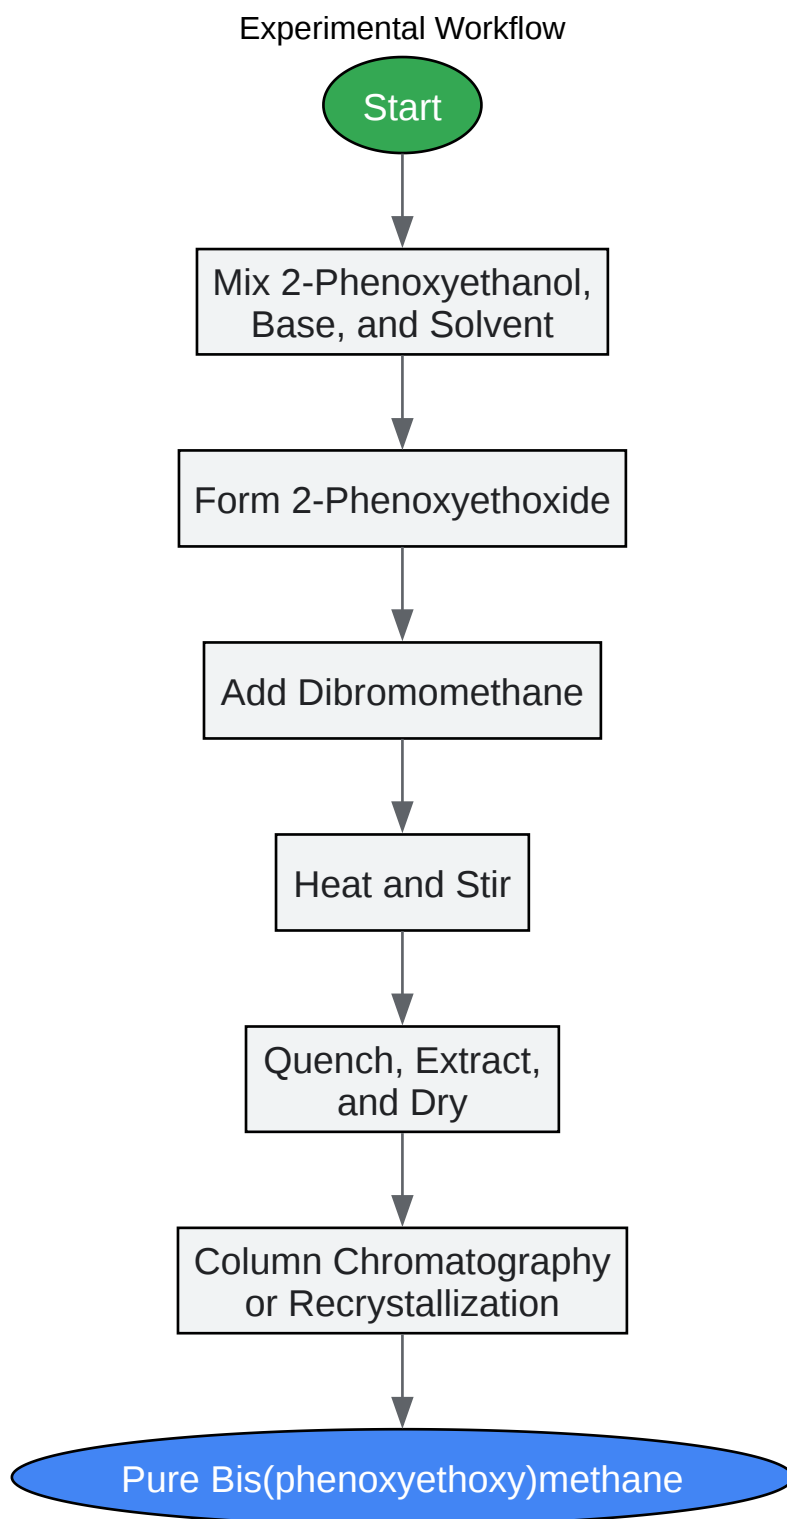 Experimental Workflow
Start
Mix 2-Phenoxyethanol,
Base, and Solvent
Form 2-Phenoxyethoxide
Add Dibromomethane
Heat and Stir
Quench, Extract,
and Dry
Column Chromatography
or Recrystallization
Pure Bis(phenoxyethoxy)methane